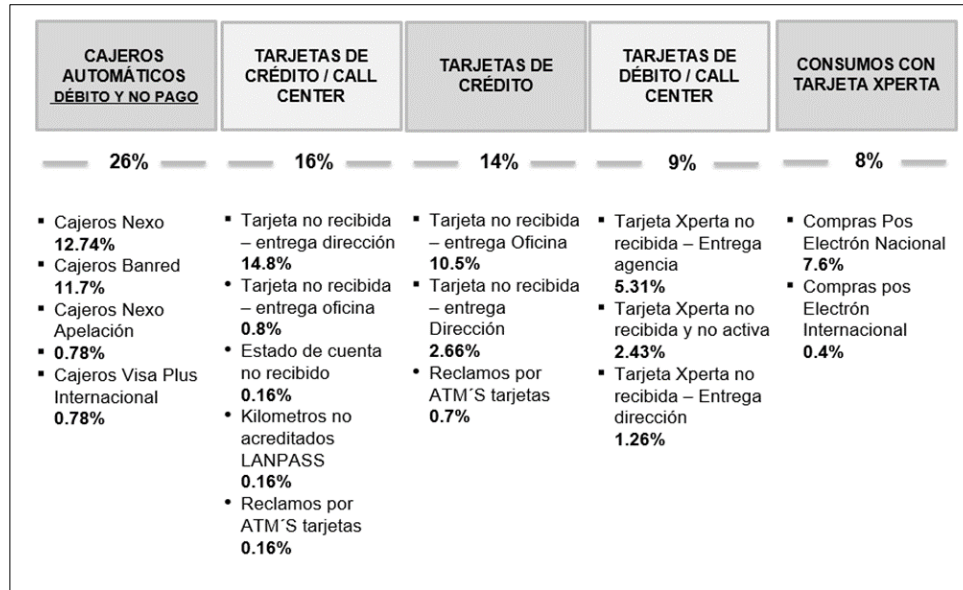 CAJEROS
AUTOMÁTICOS
DÉBITO Y NO PAGO
26%
▪ Cajeros Nexo
12.74%
▪ Cajeros Banred
11.7%
▪ Cajeros Nexo
Apelación
▪ 0.78%
▪ Cajeros Visa Plus
Internacional
0.78%
TARJETAS DE
CRÉDITO / CALL
CENTER
16%
▪ Tarjeta no recibida
– entrega dirección
14.8%
• Tarjeta no recibida
– entrega oficina
0.8%
• Estado de cuenta
no recibido
0.16%
• Kilometros no
acreditados
LANPASS
0.16%
• Reclamos por
ATM´S tarjetas
0.16%
TARJETAS DE
CRÉDITO
14%
▪ Tarjeta no recibida
– entrega Oficina
10.5%
▪ Tarjeta no recibida
– entrega
Dirección
2.66%
▪ Reclamos por
ATM´S tarjetas
0.7%
TARJETAS DE
DÉBITO / CALL
CENTER
9%
▪ Tarjeta Xperta no
recibida – Entrega
agencia
5.31%
▪ Tarjeta Xperta no
recibida y no activa
2.43%
▪ Tarjeta Xperta no
recibida – Entrega
dirección
1.26%
CONSUMOS CON
TARJETA XPERTA
8%
▪ Compras Pos
Electrón Nacional
7.6%
▪ Compras pos
Electrón
Internacional
0.4%